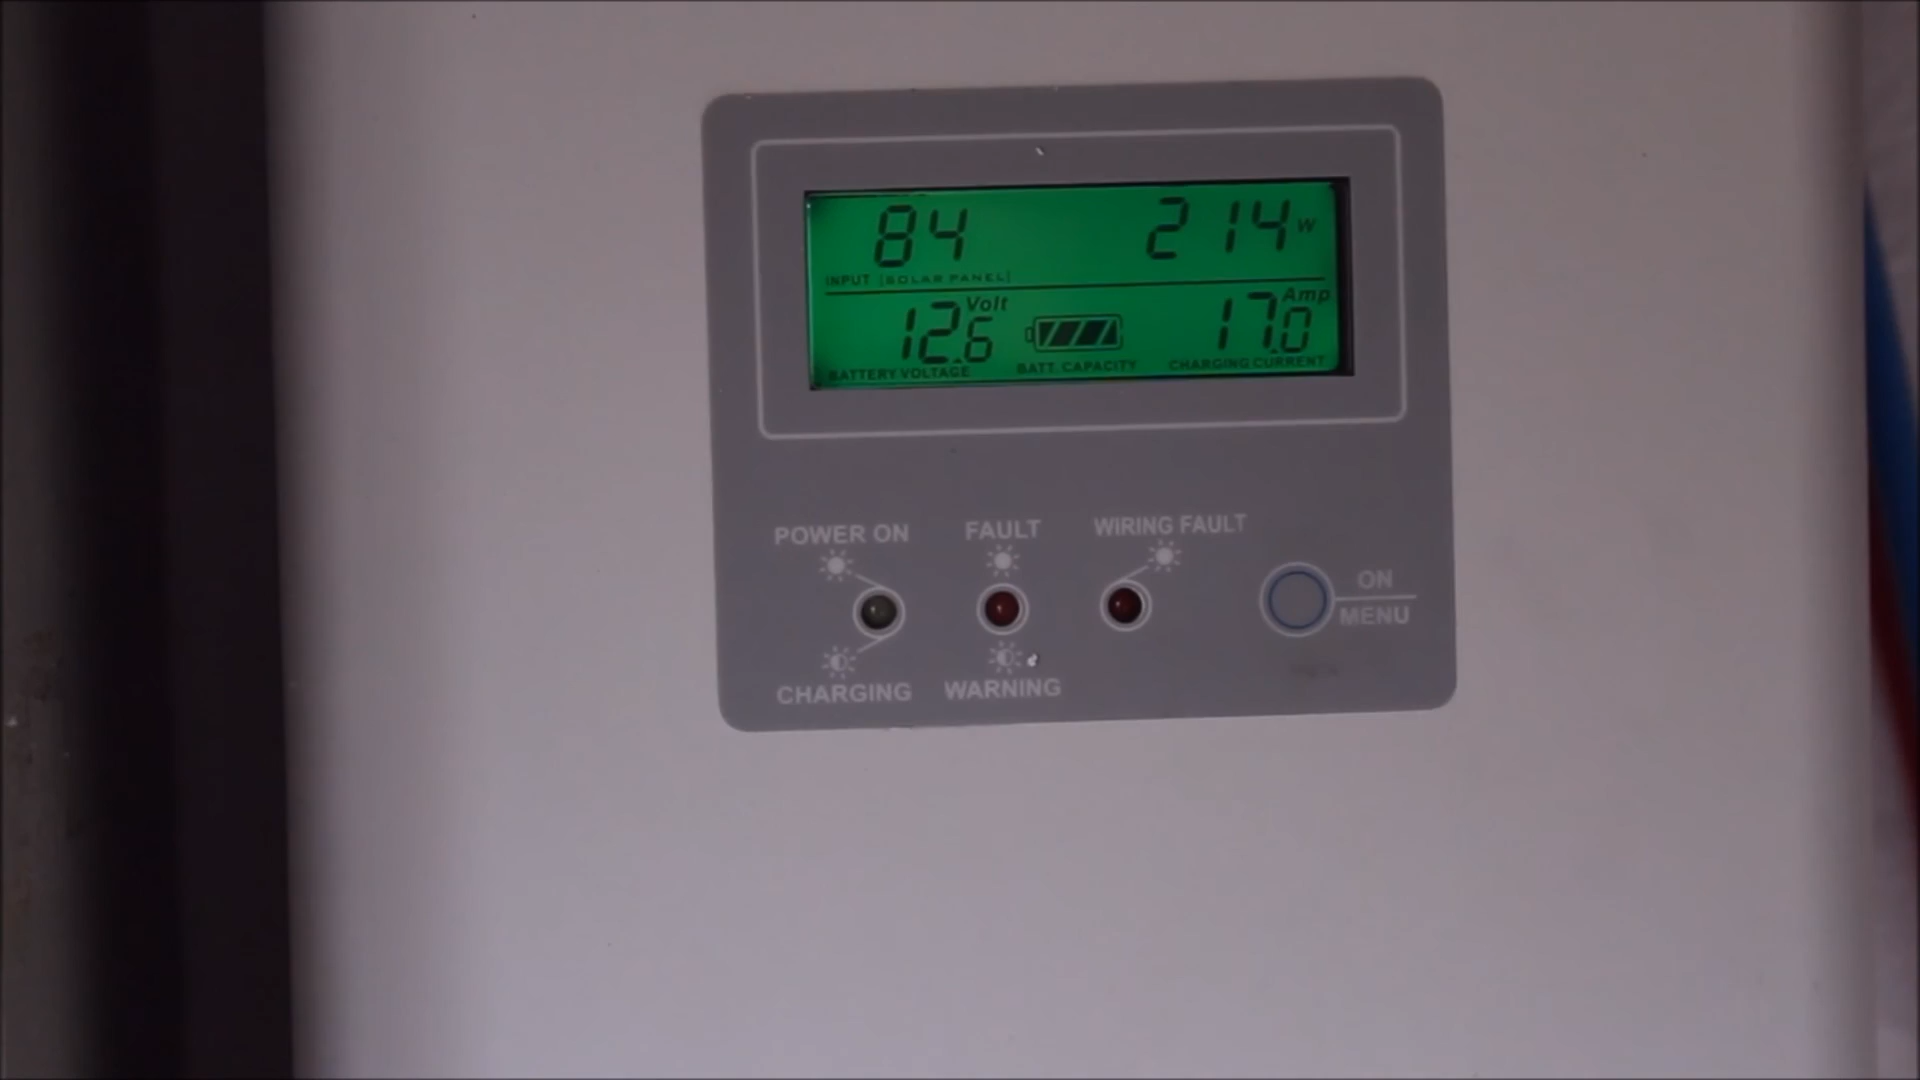 84 214 W
INPUT [SOLAR PANEL]
12.6 Volt 17.0 Amp
BATTERY VOLTAGE BATT. CAPACITY CHARGING CURRENT
POWER ON FAULT WIRING FAULT
ON
MENU
CHARGING WARNING